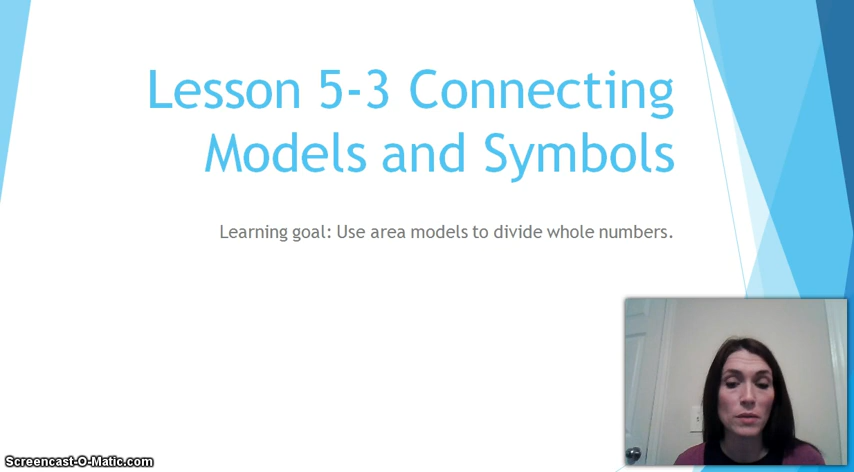 Lesson 5-3 Connecting
Models and Symbols
Learning goal: Use area models to divide whole numbers.
Screencast-O-Matic.com